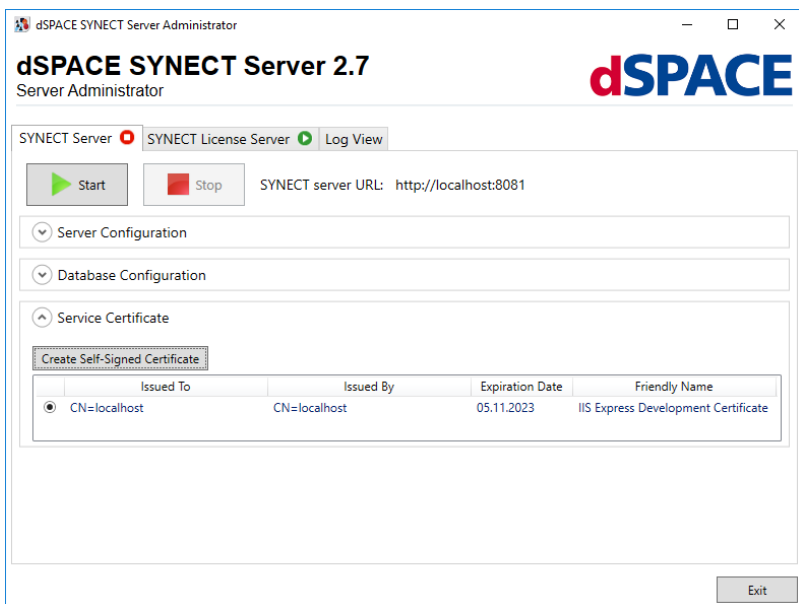 dSPACE SYNECT Server Administrator
dSPACE SYNECT Server 2.7
Server Administrator
dSPACE
SYNECT Server SYNECT License Server Log View
Start Stop SYNECT server URL: http://localhost:8081
Server Configuration
Database Configuration
Service Certificate
Create Self-Signed Certificate
Issued To Issued By Expiration Date Friendly Name
CN=localhost CN=localhost 05.11.2023 IIS Express Development Certificate
Exit